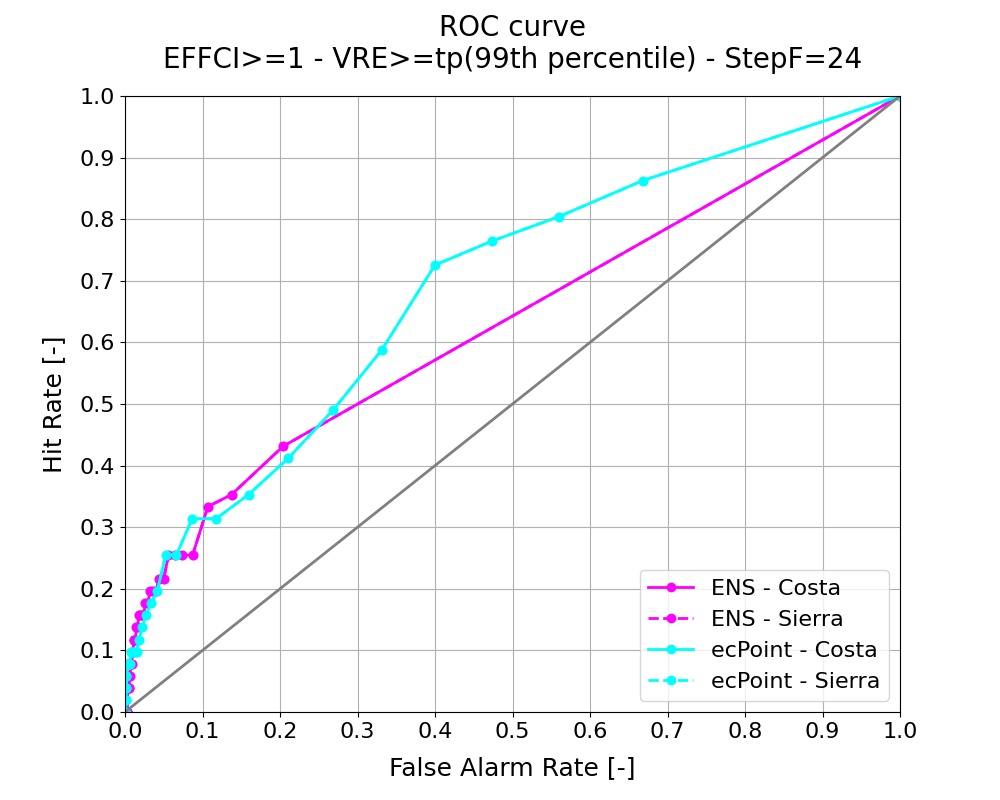 ROC curve
EFFCI>=1 - VRE>=tp(99th percentile) - StepF=24
1.0
0.9
0.8
0.7
0.6
0.5
0.4
0.3
0.2
0.1
0.0
Hit Rate [-]
ENS - Costa
ENS - Sierra
ecPoint - Costa
ecPoint - Sierra
0.0 0.1 0.2 0.3 0.4 0.5 0.6 0.7 0.8 0.9 1.0
False Alarm Rate [-]